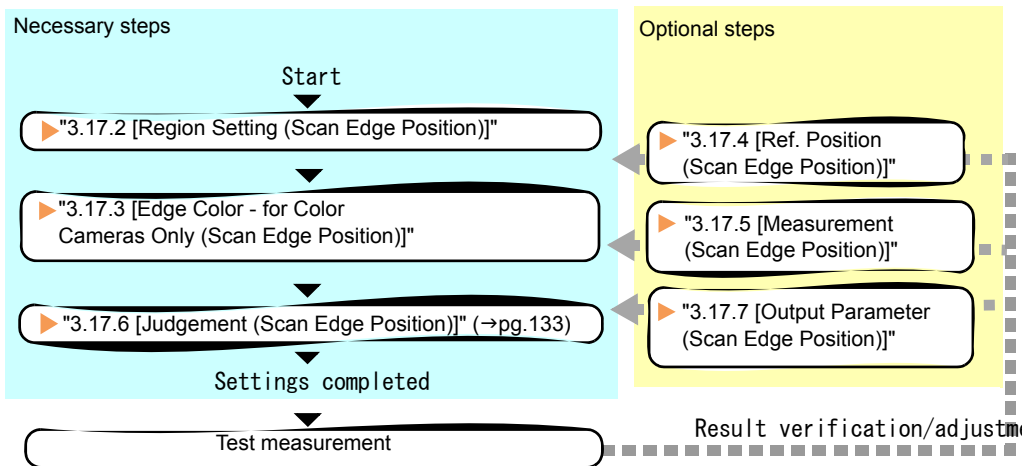 Necessary steps
Start
"3.17.2 [Region Setting (Scan Edge Position)]"
"3.17.3 [Edge Color - for Color
Cameras Only (Scan Edge Position)]"
"3.17.6 [Judgement (Scan Edge Position)]" (→pg.133)
Settings completed
Test measurement
Optional steps
"3.17.4 [Ref. Position
(Scan Edge Position)]"
"3.17.5 [Measurement
(Scan Edge Position)]"
"3.17.7 [Output Parameter
(Scan Edge Position)]"
Result verification/adjustme